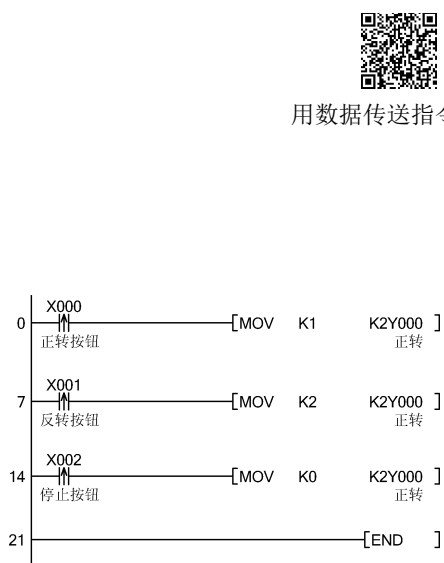 用数据传送指令
X000
0 [MOV K1 K2Y000 ]
正转按钮 正转
X001
7 [MOV K2 K2Y000 ]
反转按钮 正转
X002
14 [MOV K0 K2Y000 ]
停止按钮 正转
21 [END ]